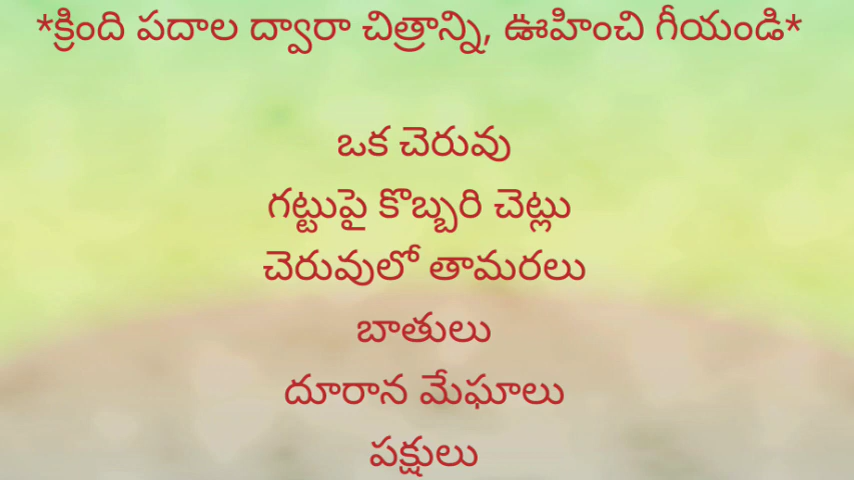 *క్రింది పదాల ద్వారా చిత్రాన్ని, ఊహించి గీయండి*
ఒక చెరువు
గట్టుపై కొబ్బరి చెట్లు
చెరువులో తామరలు
బాతులు
దూరాన మేఘాలు
పక్షులు